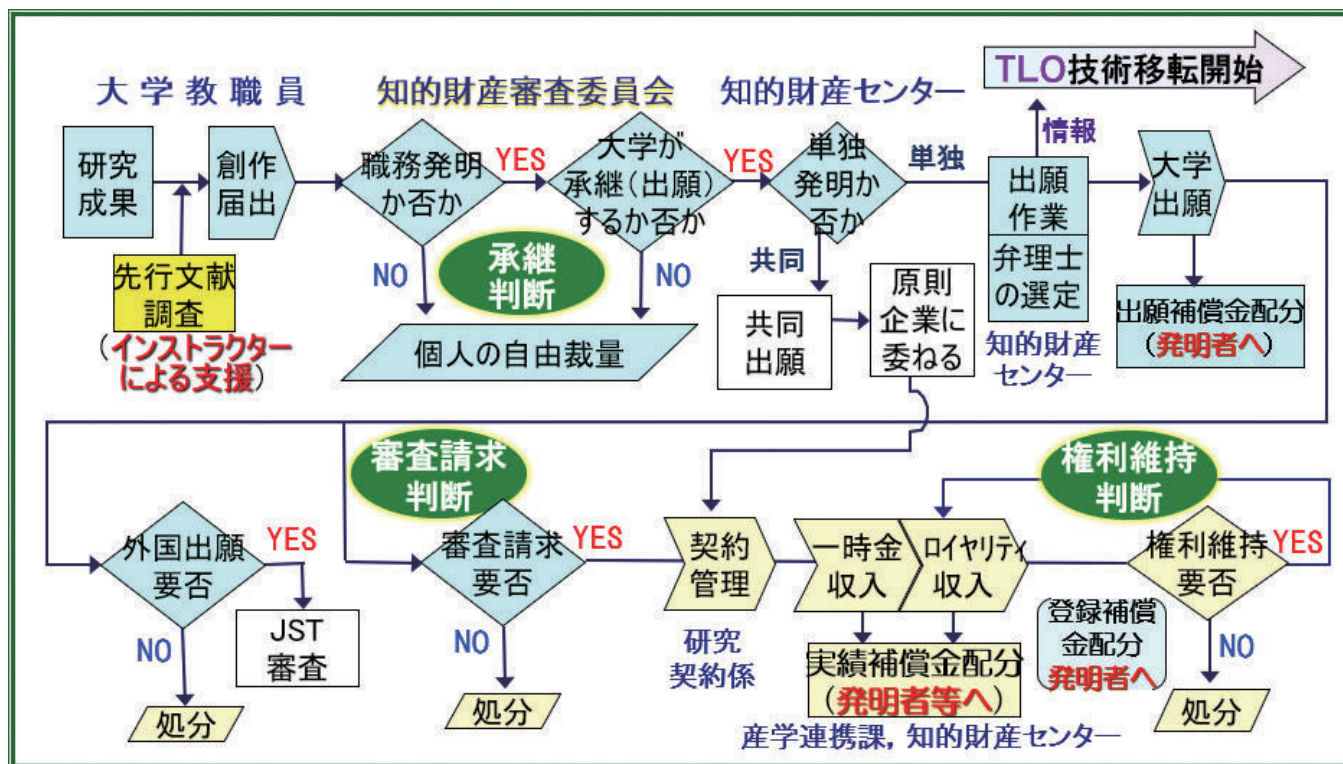 TLO技術移転開始
大学教職員
知的財産審査委員会
知的財産センター
情報
研究
成果
創作
届出
職務発明
か否か
YES
大学が
承継(出願)
するか否か
YES
単独
発明か
否か
単独
出願
作業
弁理士
の選定
大学
出願
先行文献
調査
(インストラクター
による支援)
NO
承継
判断
NO
個人の自由裁量
共同
共同
出願
原則
企業に
委ねる
知的財産
センター
出願補償金配分
(発明者へ)
審査請求
判断
権利維持
判断
外国出願
要否
YES
JST
審査
NO
処分
審査請求
要否
YES
NO
処分
契約
管理
研究
契約係
一時金
収入
ロイヤリティ
収入
実績補償金配分
(発明者等へ)
産学連携課, 知的財産センター
権利維持
要否
YES
登録補償
金配分
発明者へ
NO
処分